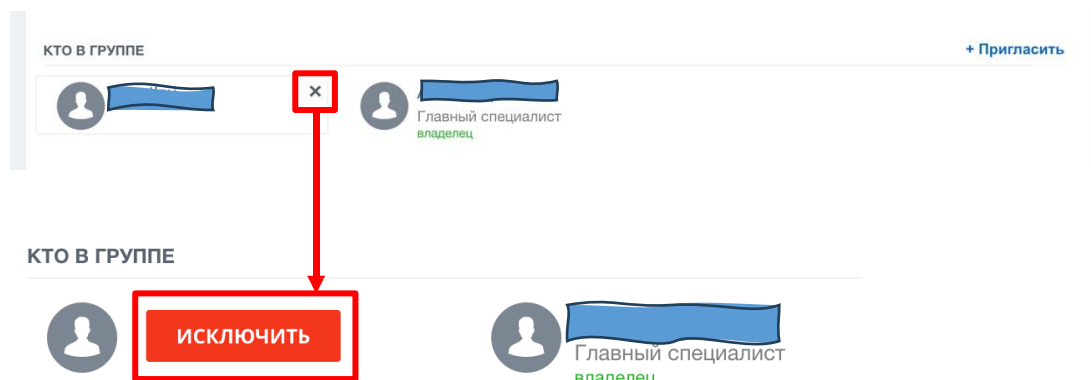 КТО В ГРУППЕ
+ Пригласить
×
Главный специалист
владелец
КТО В ГРУППЕ
ИСКЛЮЧИТЬ
Главный специалист
владелец